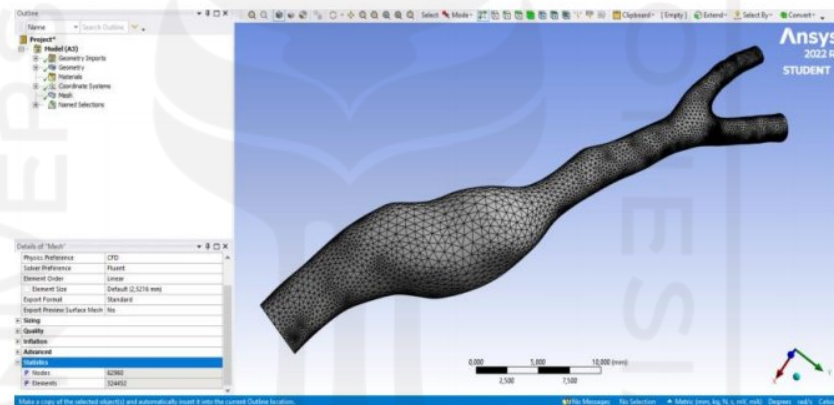 Outline
Name Search Outline
Project*
Model (A3)
Geometry Imports
Geometry
Materials
Coordinate Systems
Mesh
Named Selections
Select Mode Clipboard [Empty] Extend Select By Convert
Ansys
2022 R
STUDENT
Details of "Mesh"
Physics Preference CFD
Solver Preference Fluent
Element Order Linear
Element Size Default (2,5216 mm)
Export Format Standard
Export Preview Surface Mesh No
Sizing
Quality
Inflation
Advanced
Statistics
Nodes 62960
Elements 324452
0,000 5,000 10,000 (mm)
2,500 7,500
Make a copy of the selected object(s) and automatically insert it into the current Outline location.
No Messages No Selection Metric (mm, kg, N, s, mV, mA) Degrees rad/s